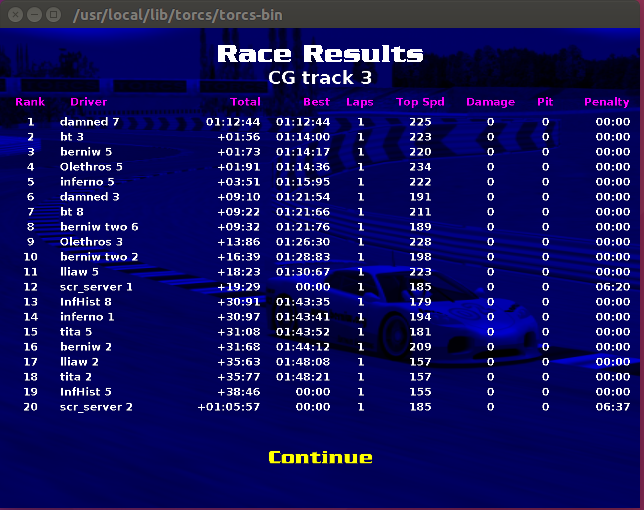 /usr/local/lib/torcs/torcs-bin
Race Results
CG track 3
Rank Driver Total Best Laps Top Spd Damage Pit Penalty
1 damned 7 01:12:44 01:12:44 1 225 0 0 00:00
2 bt 3 +01:56 01:14:00 1 223 0 0 00:00
3 berniw 5 +01:73 01:14:17 1 220 0 0 00:00
4 Olethros 5 +01:91 01:14:36 1 234 0 0 00:00
5 inferno 5 +03:51 01:15:95 1 222 0 0 00:00
6 damned 3 +09:10 01:21:54 1 191 0 0 00:00
7 bt 8 +09:22 01:21:66 1 211 0 0 00:00
8 berniw two 6 +09:32 01:21:76 1 189 0 0 00:00
9 Olethros 3 +13:86 01:26:30 1 228 0 0 00:00
10 berniw two 2 +16:39 01:28:83 1 198 0 0 00:00
11 lliaw 5 +18:23 01:30:67 1 223 0 0 00:00
12 scr_server 1 +19:29 00:00 1 185 0 0 06:20
13 InfHist 8 +30:91 01:43:35 1 179 0 0 00:00
14 inferno 1 +30:97 01:43:41 1 194 0 0 00:00
15 tita 5 +31:08 01:43:52 1 181 0 0 00:00
16 berniw 2 +31:68 01:44:12 1 209 0 0 00:00
17 lliaw 2 +35:63 01:48:08 1 157 0 0 00:00
18 tita 2 +35:77 01:48:21 1 157 0 0 00:00
19 InfHist 5 +38:46 00:00 1 155 0 0 00:00
20 scr_server 2 +01:05:57 00:00 1 185 0 0 06:37
Continue